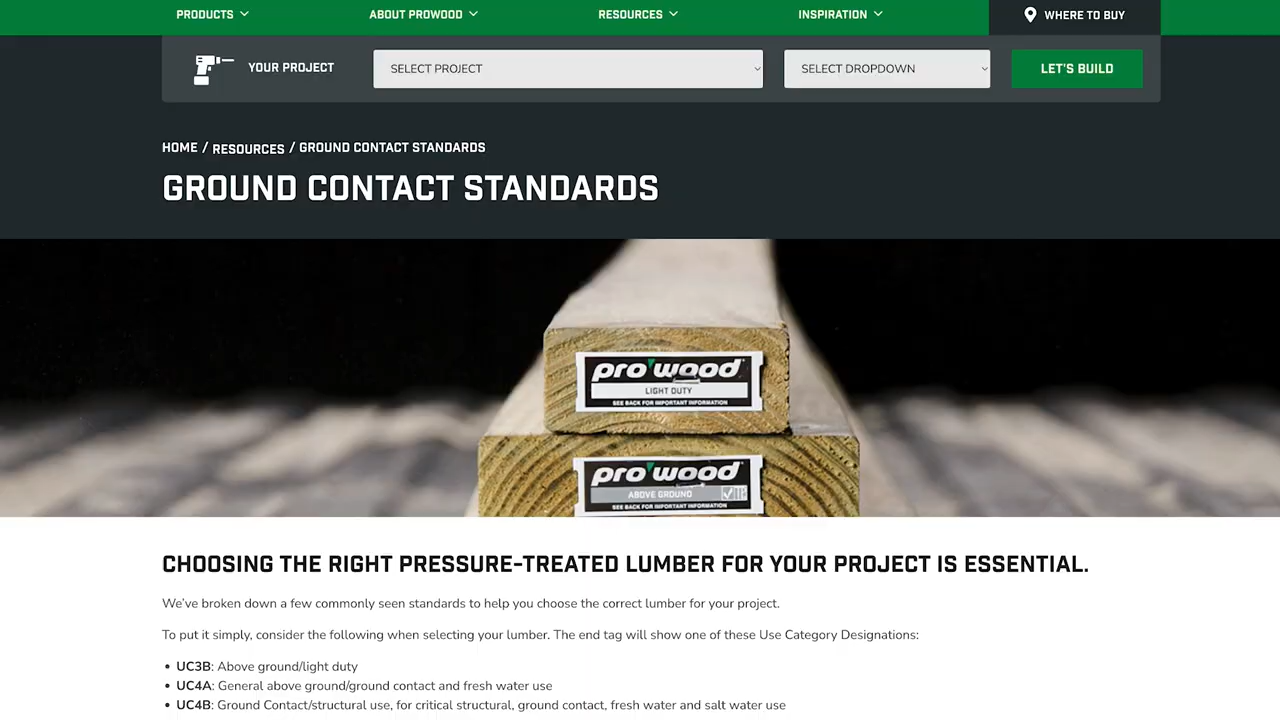 PRODUCTS ABOUT PROWOOD RESOURCES INSPIRATION WHERE TO BUY
YOUR PROJECT SELECT PROJECT SELECT DROPDOWN LET'S BUILD
HOME / RESOURCES / GROUND CONTACT STANDARDS
GROUND CONTACT STANDARDS
pro wood
LIGHT DUTY
SEE BACK FOR IMPORTANT INFORMATION
pro wood
ABOVE GROUND
SEE BACK FOR IMPORTANT INFORMATION
CHOOSING THE RIGHT PRESSURE-TREATED LUMBER FOR YOUR PROJECT IS ESSENTIAL.
We've broken down a few commonly seen standards to help you choose the correct lumber for your project.
To put it simply, consider the following when selecting your lumber. The end tag will show one of these Use Category Designations:
• UC3B: Above ground/light duty
• UC4A: General above ground/ground contact and fresh water use
• UC4B: Ground Contact/structural use, for critical structural, ground contact, fresh water and salt water use